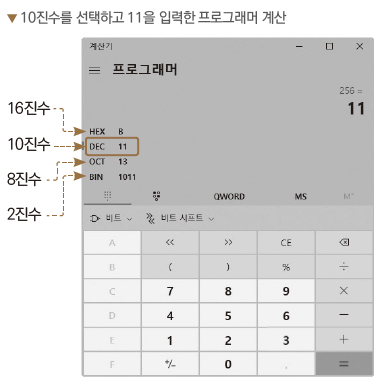 ▼ 10진수를 선택하고 11을 입력한 프로그래머 계산
계산기
프로그래머
256 =
11
16진수 HEX B
10진수 DEC 11
8진수 OCT 13
2진수 BIN 1011
QWORD MS M˅
비트 비트 시프트
A << >> CE
B ( ) % ÷
C 7 8 9 ×
D 4 5 6 −
E 1 2 3 +
F +/− 0 . =